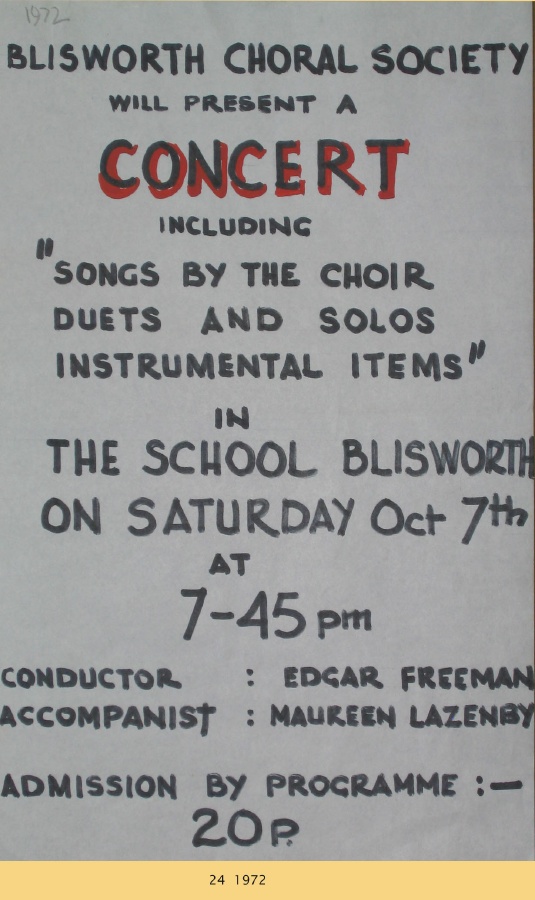 1972
BLISWORTH CHORAL SOCIETY
WILL PRESENT A
CONCERT
INCLUDING
"SONGS BY THE CHOIR
DUETS AND SOLOS
INSTRUMENTAL ITEMS"
IN
THE SCHOOL BLISWORTH
ON SATURDAY Oct 7th
AT
7-45 pm
CONDUCTOR : EDGAR FREEMAN
ACCOMPANIST : MAUREEN LAZENBY
ADMISSION BY PROGRAMME :-
20P.
24 1972